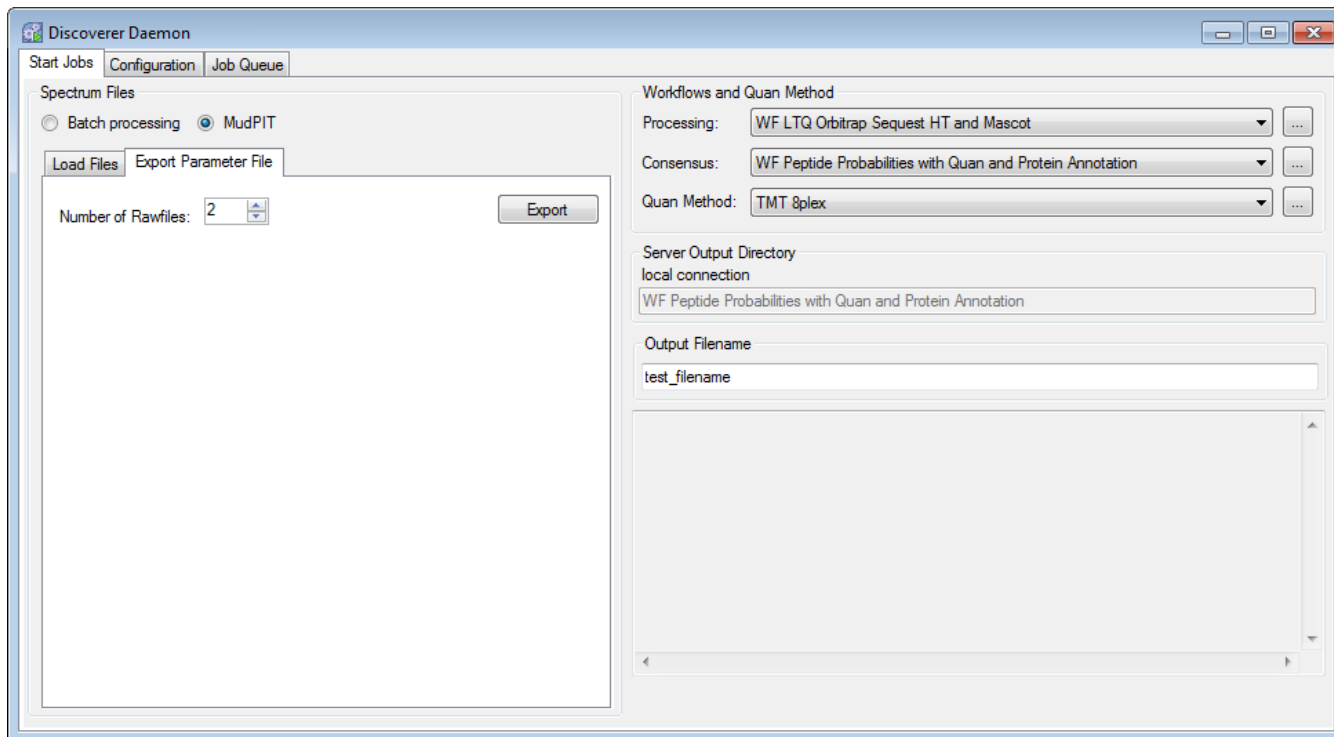 Discoverer Daemon
Start Jobs Configuration Job Queue
Spectrum Files
Batch processing MudPIT
Load Files Export Parameter File
Number of Rawfiles: 2 Export
Workflows and Quan Method
Processing: WF LTQ Orbitrap Sequest HT and Mascot ...
Consensus: WF Peptide Probabilities with Quan and Protein Annotation ...
Quan Method: TMT 8plex ...
Server Output Directory
local connection
WF Peptide Probabilities with Quan and Protein Annotation
Output Filename
test_filename